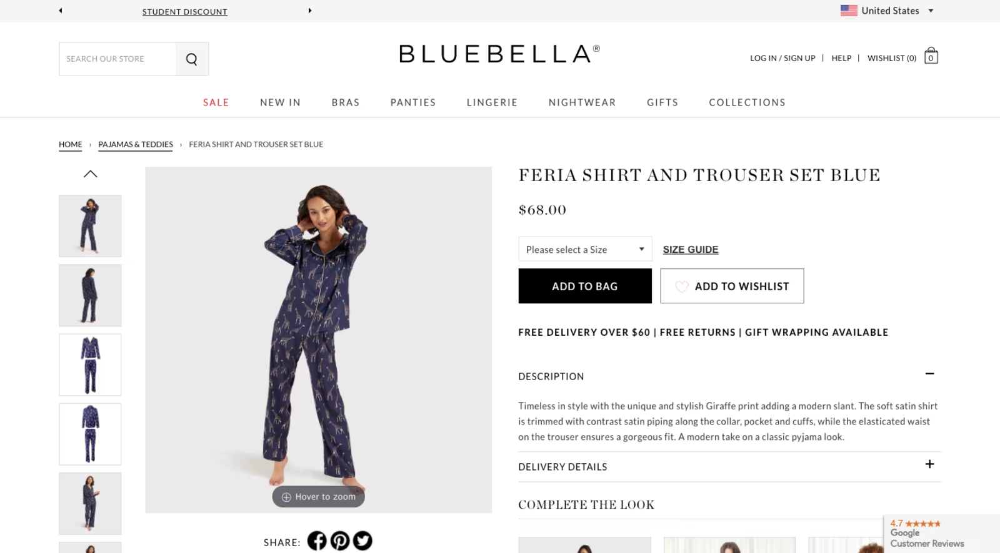 STUDENT DISCOUNT
United States
SEARCH OUR STORE
BLUEBELLA®
LOG IN / SIGN UP | HELP | WISHLIST (0) 0
SALE NEW IN BRAS PANTIES LINGERIE NIGHTWEAR GIFTS COLLECTIONS
HOME › PAJAMAS & TEDDIES › FERIA SHIRT AND TROUSER SET BLUE
FERIA SHIRT AND TROUSER SET BLUE
$68.00
Please select a Size
SIZE GUIDE
ADD TO BAG
ADD TO WISHLIST
FREE DELIVERY OVER $60 | FREE RETURNS | GIFT WRAPPING AVAILABLE
DESCRIPTION
Timeless in style with the unique and stylish Giraffe print adding a modern slant. The soft satin shirt
is trimmed with contrast satin piping along the collar, pocket and cuffs, while the elasticated waist
on the trouser ensures a gorgeous fit. A modern take on a classic pyjama look.
DELIVERY DETAILS
COMPLETE THE LOOK
Hover to zoom
SHARE:
4.7
Google
Customer Reviews